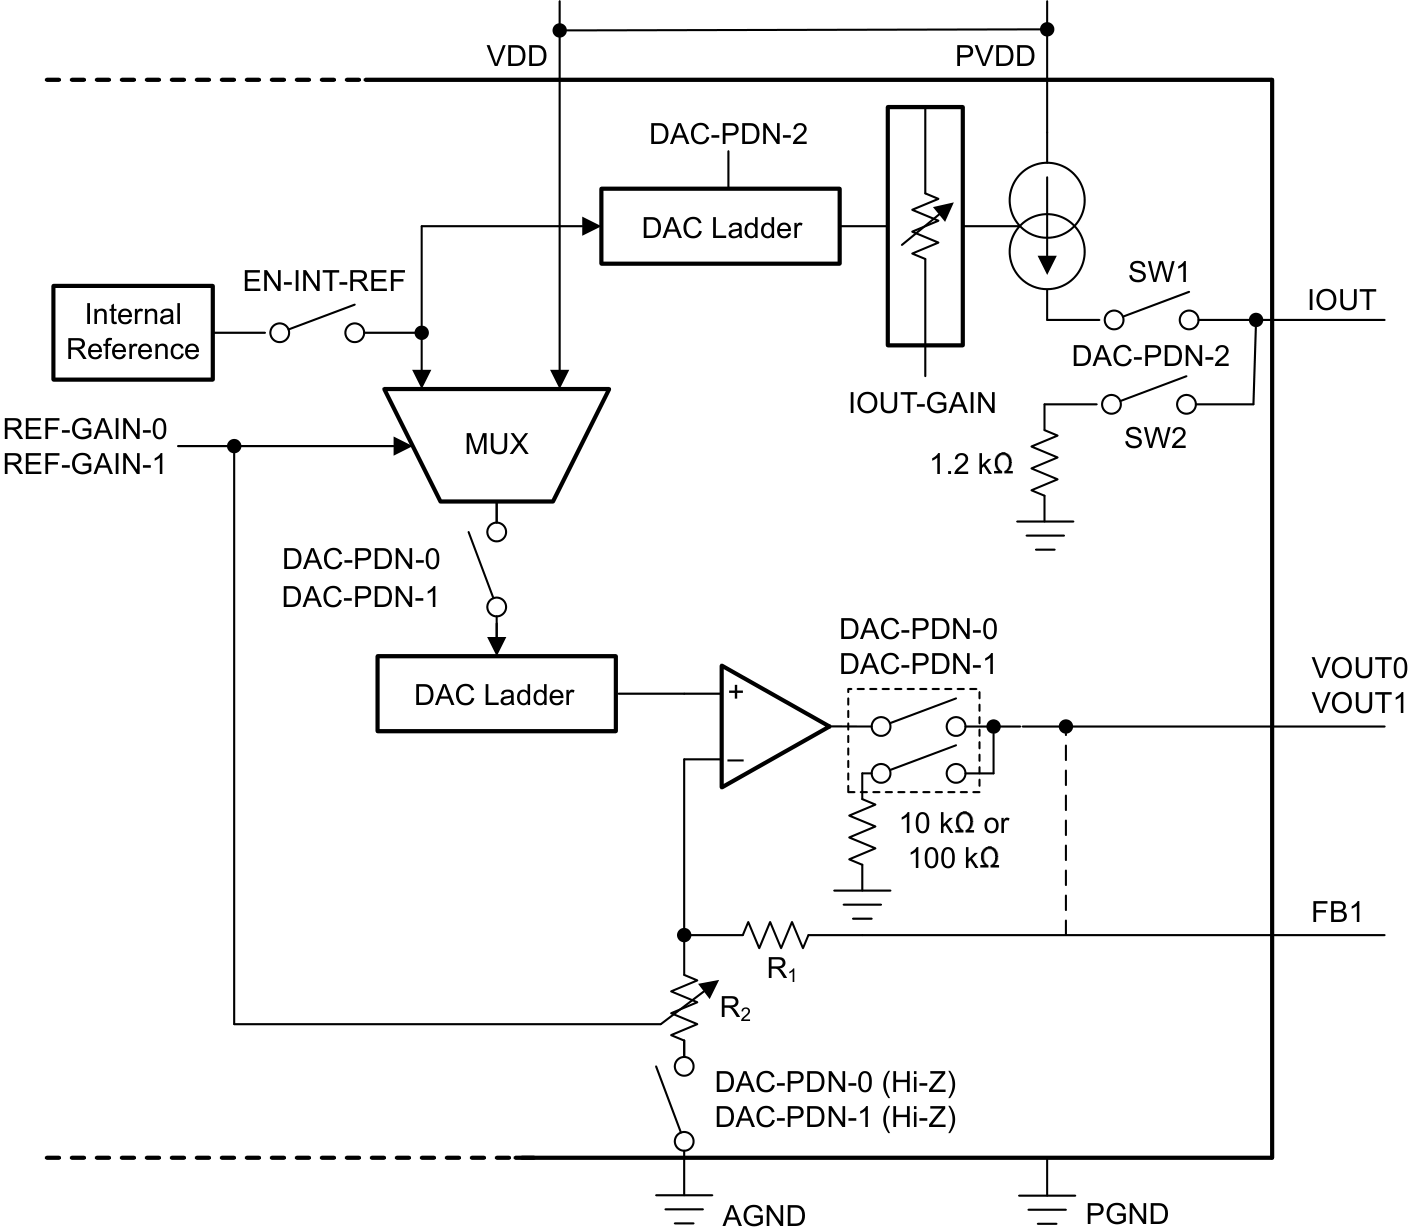 VDD
PVDD
DAC-PDN-2
DAC Ladder
SW1
EN-INT-REF
IOUT
Internal
Reference
DAC-PDN-2
IOUT-GAIN
REF-GAIN-0
REF-GAIN-1
MUX
SW2
1.2 kΩ
DAC-PDN-0
DAC-PDN-1
DAC-PDN-0
DAC-PDN-1
VOUT0
VOUT1
DAC Ladder
+
−
10 kΩ or
100 kΩ
FB1
R1
R2
DAC-PDN-0 (Hi-Z)
DAC-PDN-1 (Hi-Z)
AGND
PGND